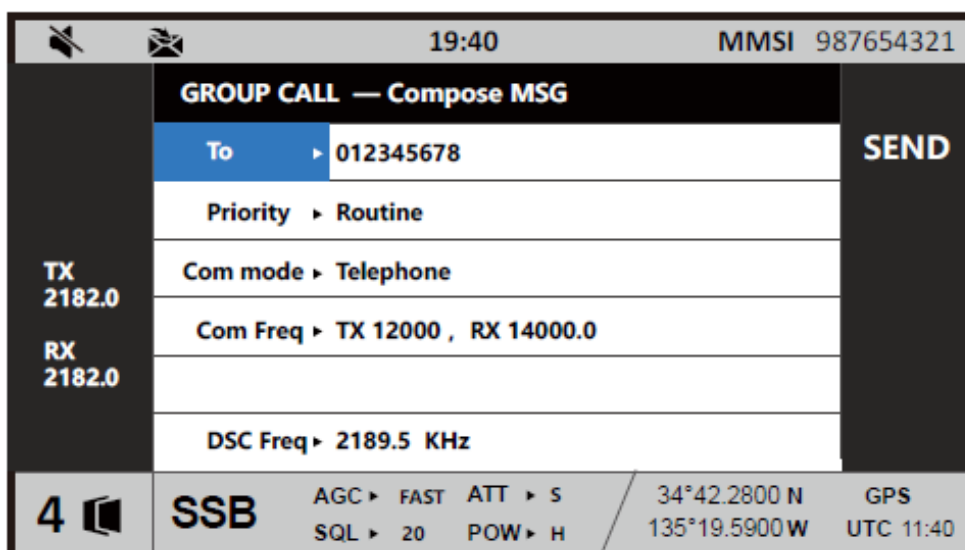 19:40 MMSI 987654321
GROUP CALL — Compose MSG
To ▸ 012345678
SEND
Priority ▸ Routine
Com mode ▸ Telephone
TX
2182.0
Com Freq ▸ TX 12000 , RX 14000.0
RX
2182.0
DSC Freq ▸ 2189.5 KHz
4 SSB AGC ▸ FAST ATT ▸ S 34°42.2800 N GPS
SQL ▸ 20 POW ▸ H 135°19.5900 W UTC 11:40